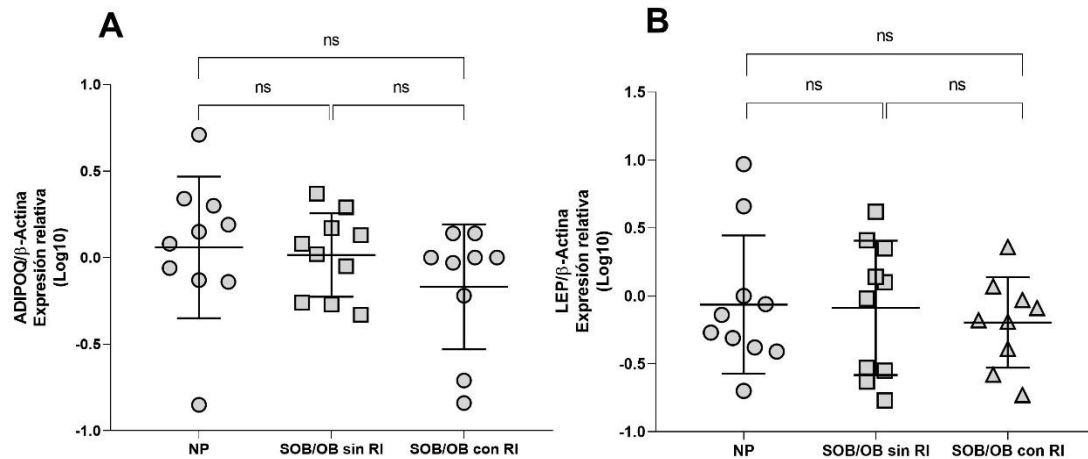 A
ns
ns
ns
ADIPOQ/β-Actina
Expresión relativa
(Log10)
1.0
0.5
0.0
-0.5
-1.0
NP
SOB/OB sin RI
SOB/OB con RI
B
ns
ns
ns
LEP/β-Actina
Expresión relativa
(Log10)
1.5
1.0
0.5
0.0
-0.5
-1.0
NP
SOB/OB sin RI
SOB/OB con RI